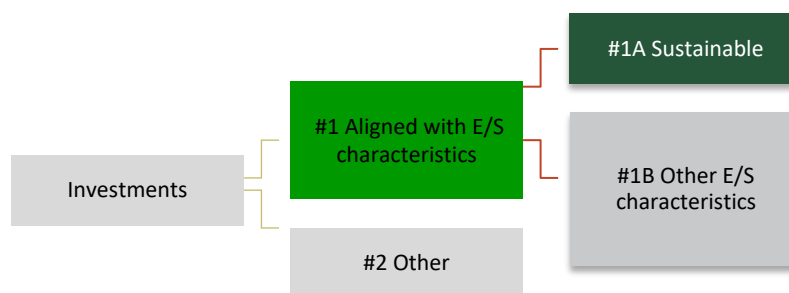 Investments
#1 Aligned with E/S
characteristics
#2 Other
#1A Sustainable
#1B Other E/S
characteristics